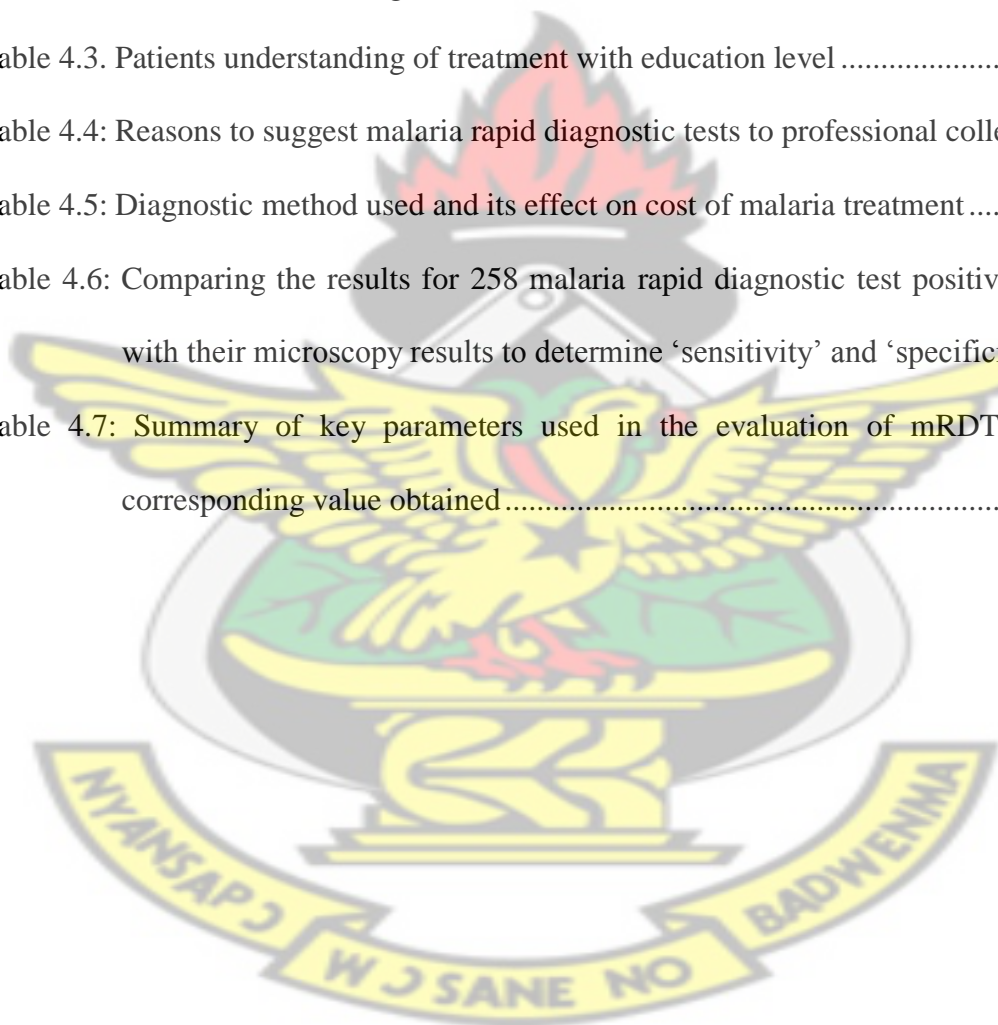 able 4.3. Patients understanding of treatment with education level ....................
able 4.4: Reasons to suggest malaria rapid diagnostic tests to professional colle
able 4.5: Diagnostic method used and its effect on cost of malaria treatment ....
able 4.6: Comparing the results for 258 malaria rapid diagnostic test positiv
with their microscopy results to determine ‘sensitivity’ and ‘specifici
able 4.7: Summary of key parameters used in the evaluation of mRDT
corresponding value obtained ..............................................................
NYANSAPƆ
WƆ SANE NO
BADWENMA